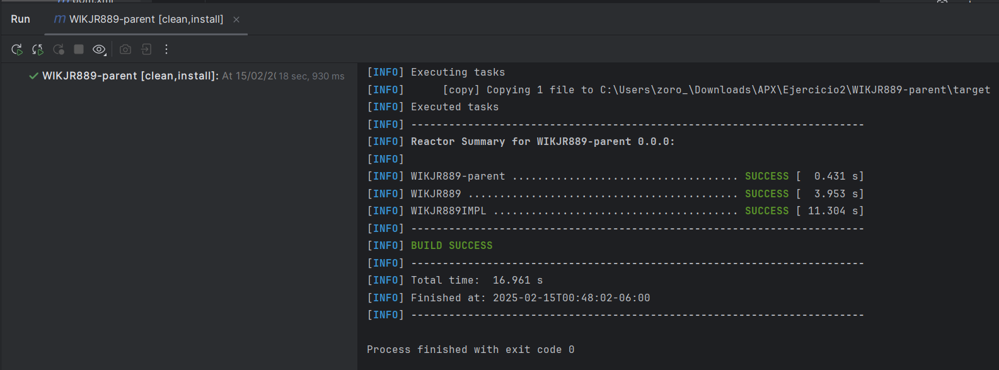 pom.xml
Run
m WIKJR889-parent [clean,install]
WIKJR889-parent [clean,install]: At 15/02/20 18 sec, 930 ms
[INFO] Executing tasks
[INFO]      [copy] Copying 1 file to C:\Users\zoro_\Downloads\APX\Ejercicio2\WIKJR889-parent\target
[INFO] Executed tasks
[INFO] ------------------------------------------------------------------------
[INFO] Reactor Summary for WIKJR889-parent 0.0.0:
[INFO]
[INFO] WIKJR889-parent .................................... SUCCESS [  0.431 s]
[INFO] WIKJR889 ........................................... SUCCESS [  3.953 s]
[INFO] WIKJR889IMPL ....................................... SUCCESS [ 11.304 s]
[INFO] ------------------------------------------------------------------------
[INFO] BUILD SUCCESS
[INFO] ------------------------------------------------------------------------
[INFO] Total time:  16.961 s
[INFO] Finished at: 2025-02-15T00:48:02-06:00
[INFO] ------------------------------------------------------------------------
Process finished with exit code 0